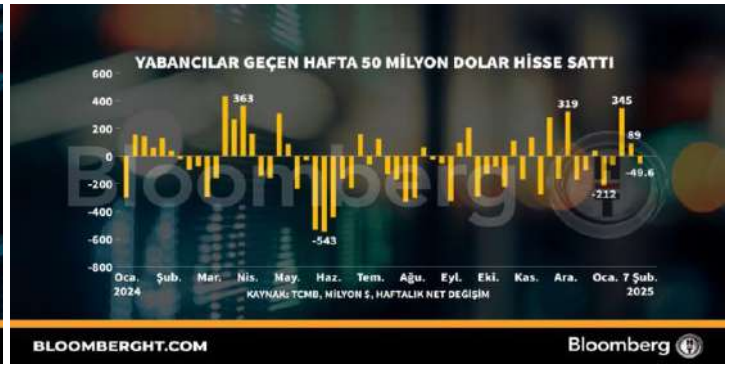 YABANCILAR GEÇEN HAFTA 50 MİLYON DOLAR HİSSE SATTI
600
400
200
0
-200
-400
-600
-800
363
-543
319
-212
345
89
-49.6
Oca. Şub. Mar. Nis. May. Haz. Tem. Ağu. Eyl. Eki. Kas. Ara. Oca. 7 Şub.
2024 2025
KAYNAK: TCMB, MİLYON $, HAFTALIK NET DEĞİŞİM
Bloomberg
BLOOMBERGHT.COM
Bloomberg HT